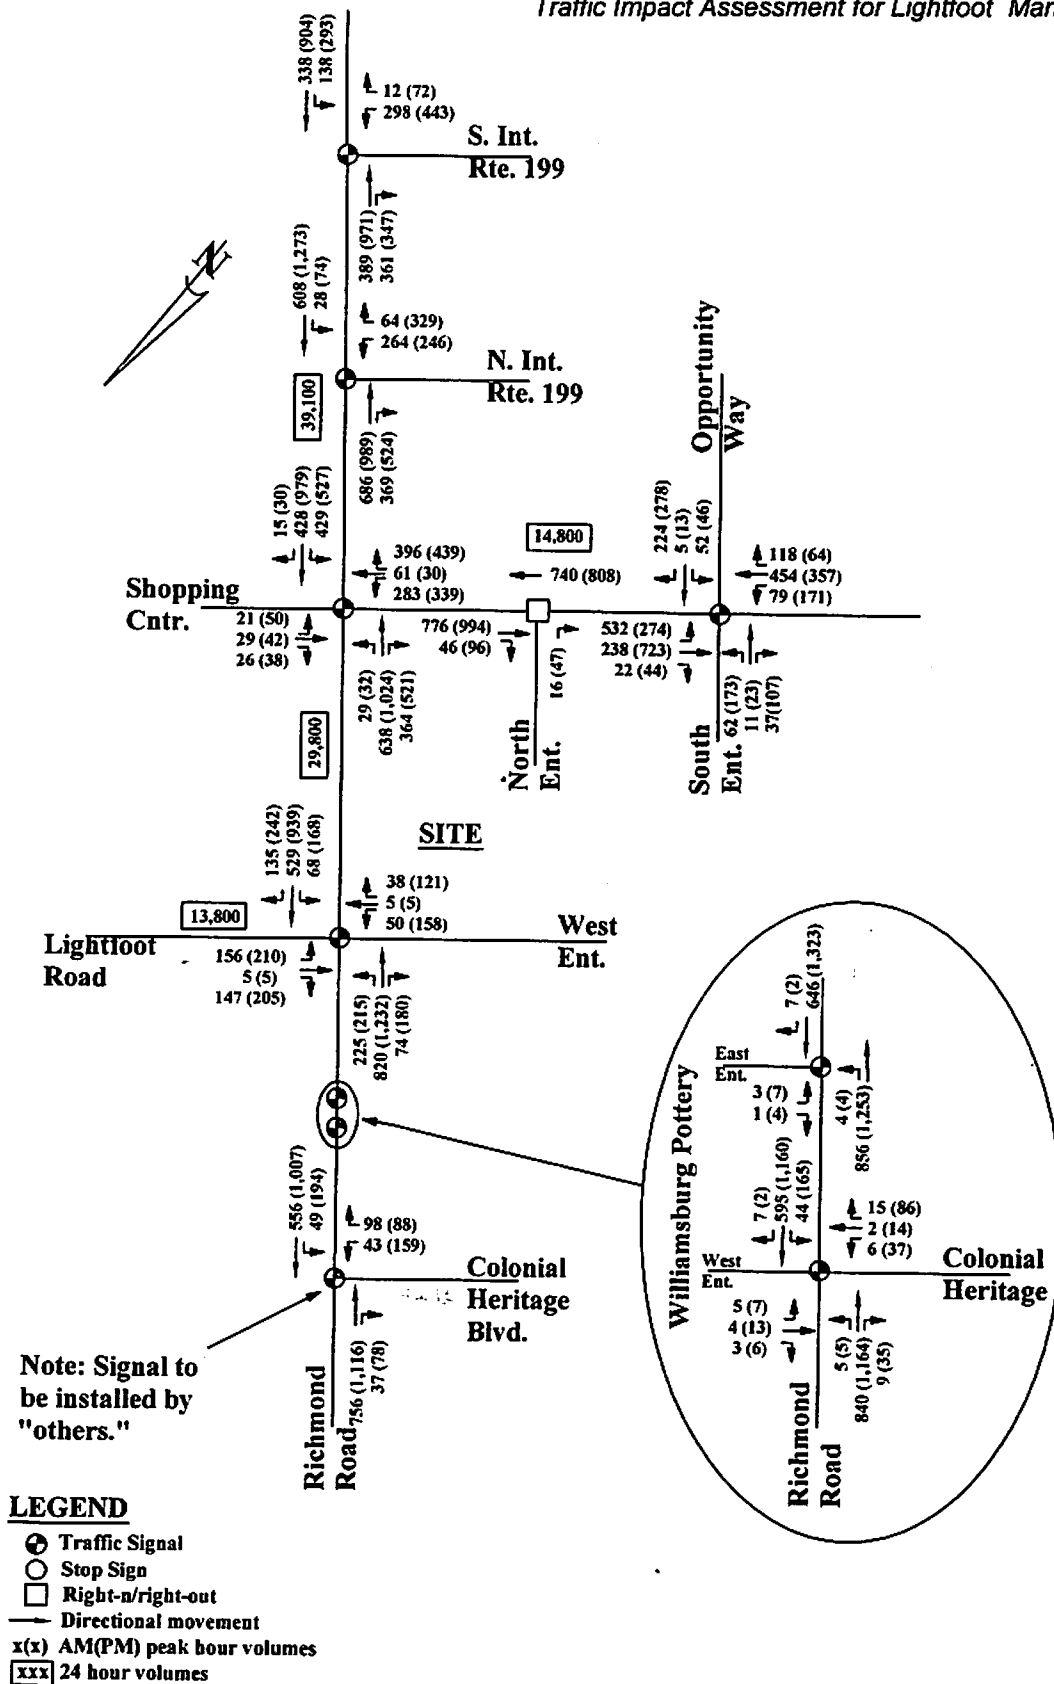 Traffic Impact Assessment for Lightfoot
338 (904)
138 (293)
12 (72)
298 (443)
S. Int.
Rte. 199
389 (971)
361 (347)
N
608 (1,273)
28 (74)
64 (329)
264 (246)
N. Int.
Rte. 199
39,100
686 (989)
369 (524)
Opportunity
Way
15 (30)
428 (979)
429 (527)
396 (439)
61 (30)
283 (339)
14,800
740 (808)
224 (278)
5 (13)
52 (46)
118 (64)
454 (357)
79 (171)
Shopping
Cntr.
21 (50)
29 (42)
26 (38)
29 (32)
638 (1,024)
364 (521)
776 (994)
46 (96)
16 (47)
532 (274)
238 (723)
22 (44)
62 (173)
11 (23)
37(107)
North
Ent.
South
Ent.
29,800
SITE
135 (242)
529 (939)
68 (168)
38 (121)
5 (5)
50 (158)
13,800
Lightfoot
Road
West
Ent.
156 (210)
5 (5)
147 (205)
225 (215)
820 (1,232)
74 (180)
7 (2)
646 (1,323)
East
Ent.
3 (7)
1 (4)
4 (4)
856 (1,253)
Williamsburg Pottery
7 (2)
595 (1,160)
44 (165)
15 (86)
2 (14)
6 (37)
West
Ent.
Colonial
Heritage
5 (7)
4 (13)
3 (6)
5 (5)
840 (1,164)
9 (35)
Richmond
Road
556 (1,007)
49 (194)
98 (88)
43 (159)
Colonial
Heritage
Blvd.
756 (1,116)
37 (78)
Richmond
Road
Note: Signal to
be installed by
"others."
LEGEND
Traffic Signal
Stop Sign
Right-n/right-out
Directional movement
x(x) AM(PM) peak hour volumes
xxx 24 hour volumes